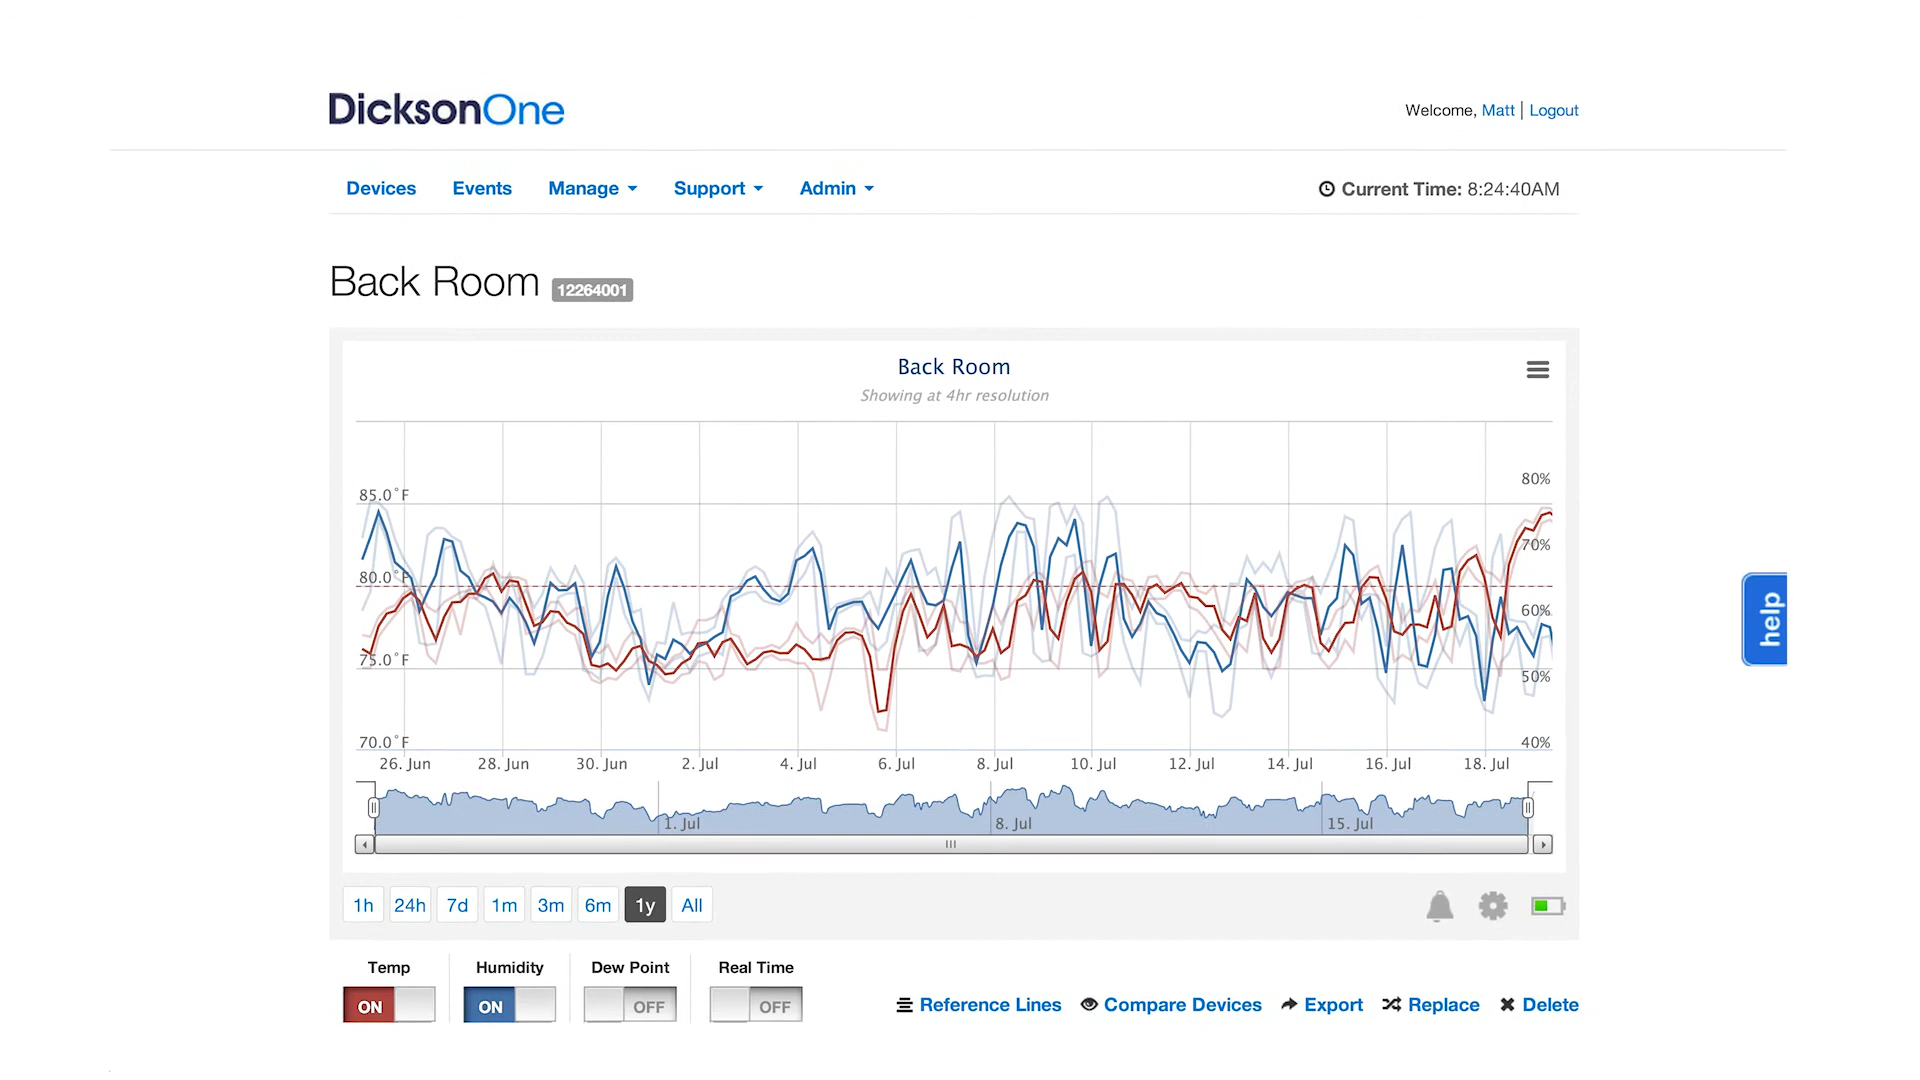 DicksonOne
Welcome, Matt | Logout
Devices Events Manage Support Admin
Current Time: 8:24:40AM
Back Room 12264001
Back Room
Showing at 4hr resolution
80%
85.0°F
70%
80.0°F
60%
75.0°F
50%
70.0°F
40%
26. Jun 28. Jun 30. Jun 2. Jul 4. Jul 6. Jul 8. Jul 10. Jul 12. Jul 14. Jul 16. Jul 18. Jul
1. Jul 8. Jul 15. Jul
1h 24h 7d 1m 3m 6m 1y All
Temp Humidity Dew Point Real Time
ON ON OFF OFF
Reference Lines Compare Devices Export Replace Delete
help